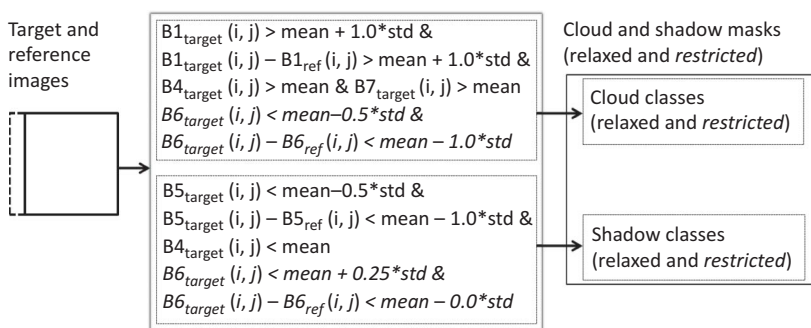 Target and
reference
images
B1target (i, j) > mean + 1.0*std &
B1target (i, j) – B1ref (i, j) > mean + 1.0*std &
B4target (i, j) > mean & B7target (i, j) > mean
B6target (i, j) < mean–0.5*std &
B6target (i, j) – B6ref (i, j) < mean – 1.0*std
B5target (i, j) < mean–0.5*std &
B5target (i, j) – B5ref (i, j) < mean – 1.0*std &
B4target (i, j) < mean
B6target (i, j) < mean + 0.25*std &
B6target (i, j) – B6ref (i, j) < mean – 0.0*std
Cloud and shadow masks
(relaxed and restricted)
Cloud classes
(relaxed and restricted)
Shadow classes
(relaxed and restricted)